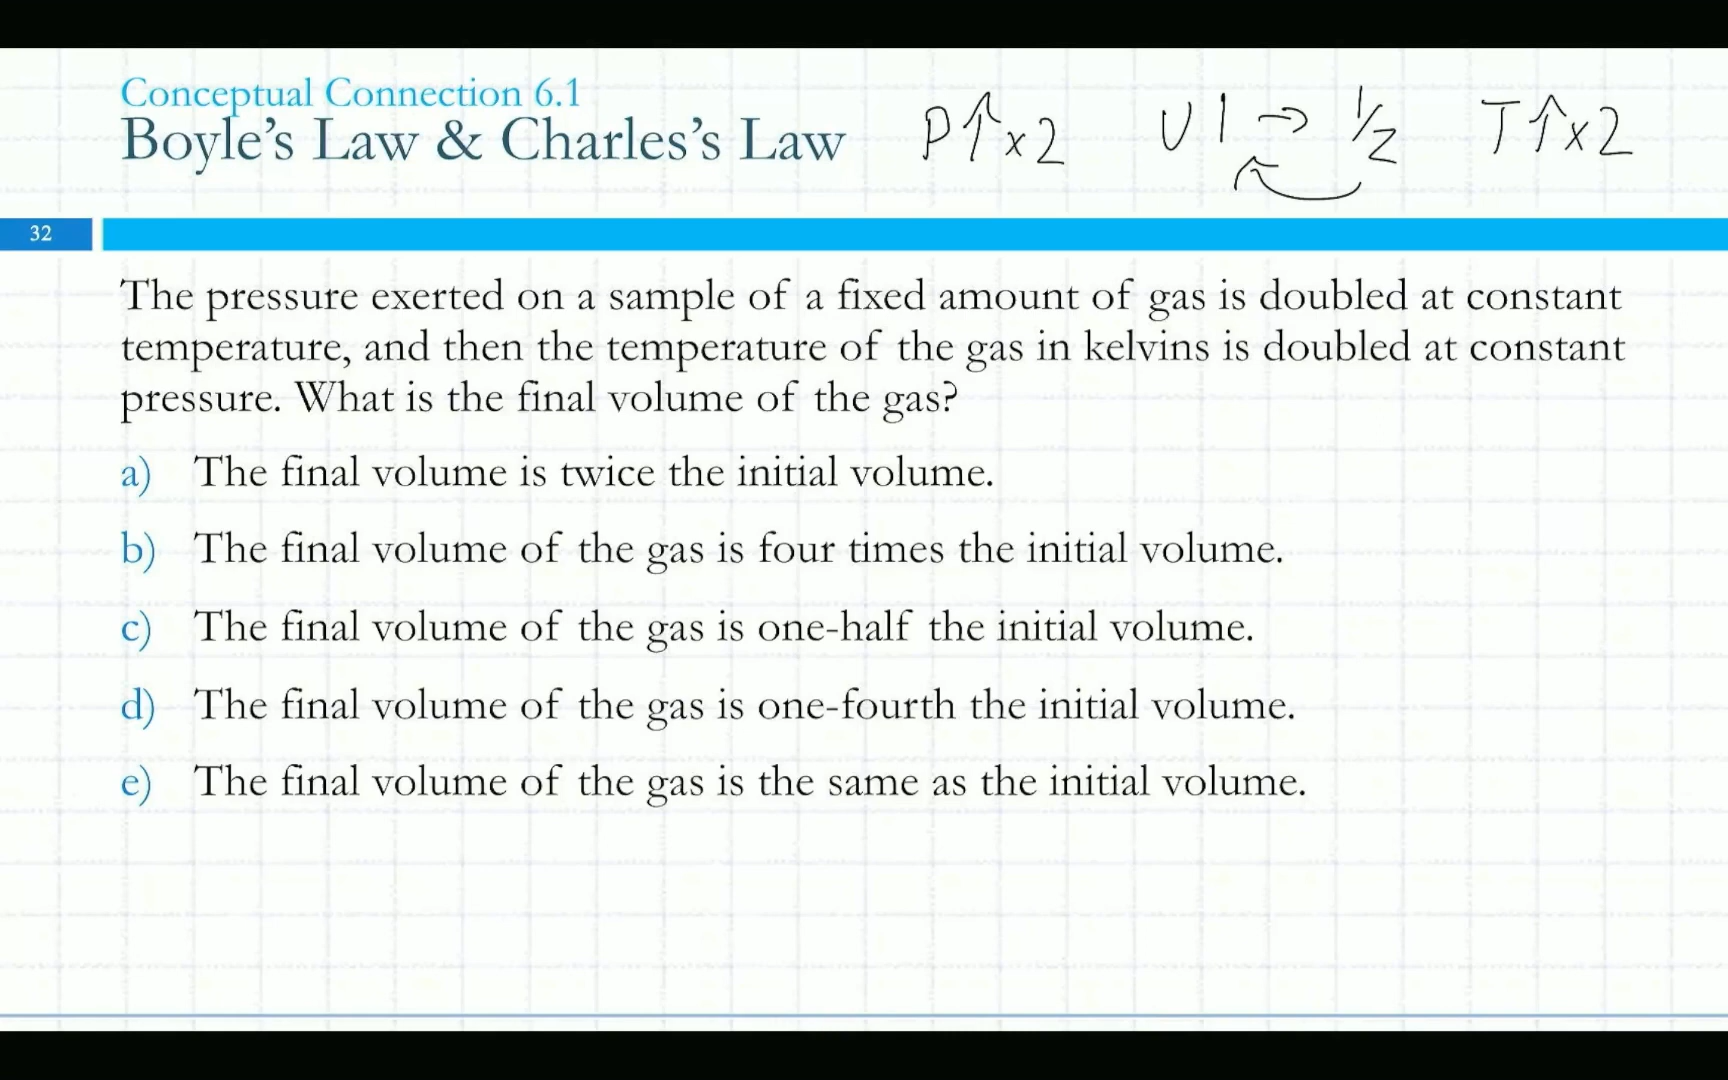 Conceptual Connection 6.1
Boyle’s Law & Charles’s Law
P↑x2 V 1 → 1/2 T↑x2
32
The pressure exerted on a sample of a fixed amount of gas is doubled at constant
temperature, and then the temperature of the gas in kelvins is doubled at constant
pressure. What is the final volume of the gas?
a) The final volume is twice the initial volume.
b) The final volume of the gas is four times the initial volume.
c) The final volume of the gas is one-half the initial volume.
d) The final volume of the gas is one-fourth the initial volume.
e) The final volume of the gas is the same as the initial volume.